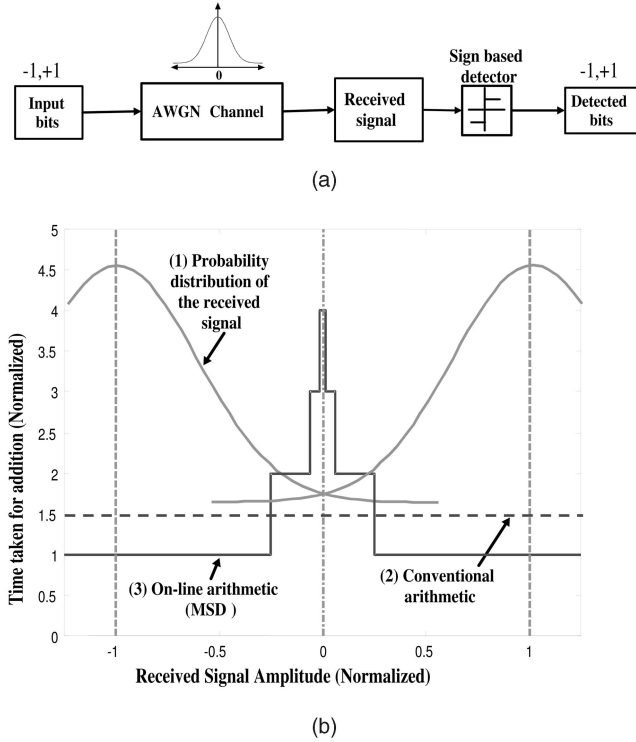 -1,+1
Input
bits
0
AWGN Channel
Received
signal
Sign based
detector
-1,+1
Detected
bits
(a)
Time taken for addition (Normalized)
5
4.5
4
3.5
3
2.5
2
1.5
1
0.5
0
(1) Probability
distribution of
the received
signal
(2) Conventional
arithmetic
(3) On-line arithmetic
(MSD )
-1
-0.5
0
0.5
1
Received Signal Amplitude (Normalized)
(b)